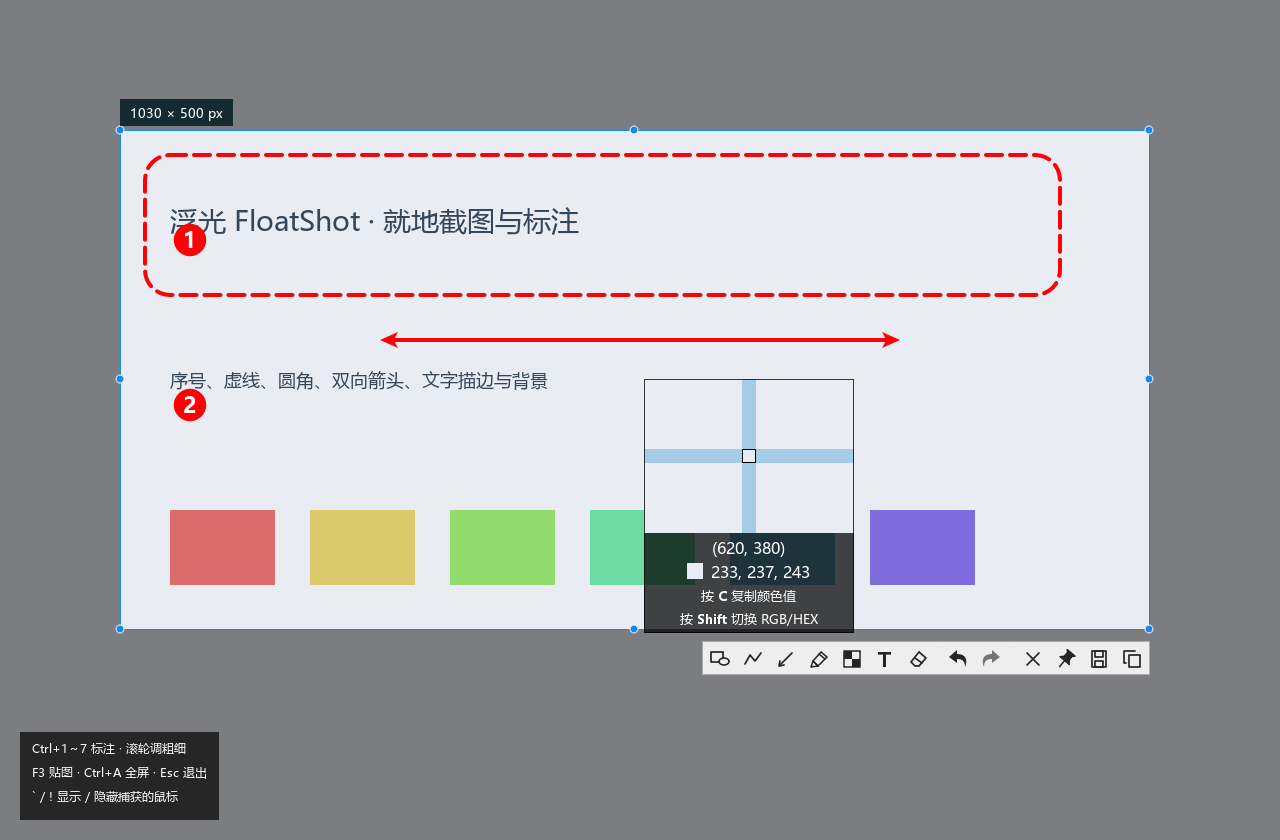 1030 × 500 px
浮光 FloatShot · 就地截图与标注
1
序号、虚线、圆角、双向箭头、文字描边与背景
2
(620, 380)
233, 237, 243
按 C 复制颜色值
按 Shift 切换 RGB/HEX
T
Ctrl+1 ~ 7 标注 · 滚轮调粗细
F3 贴图 · Ctrl+A 全屏 · Esc 退出
` / ! 显示 / 隐藏捕获的鼠标